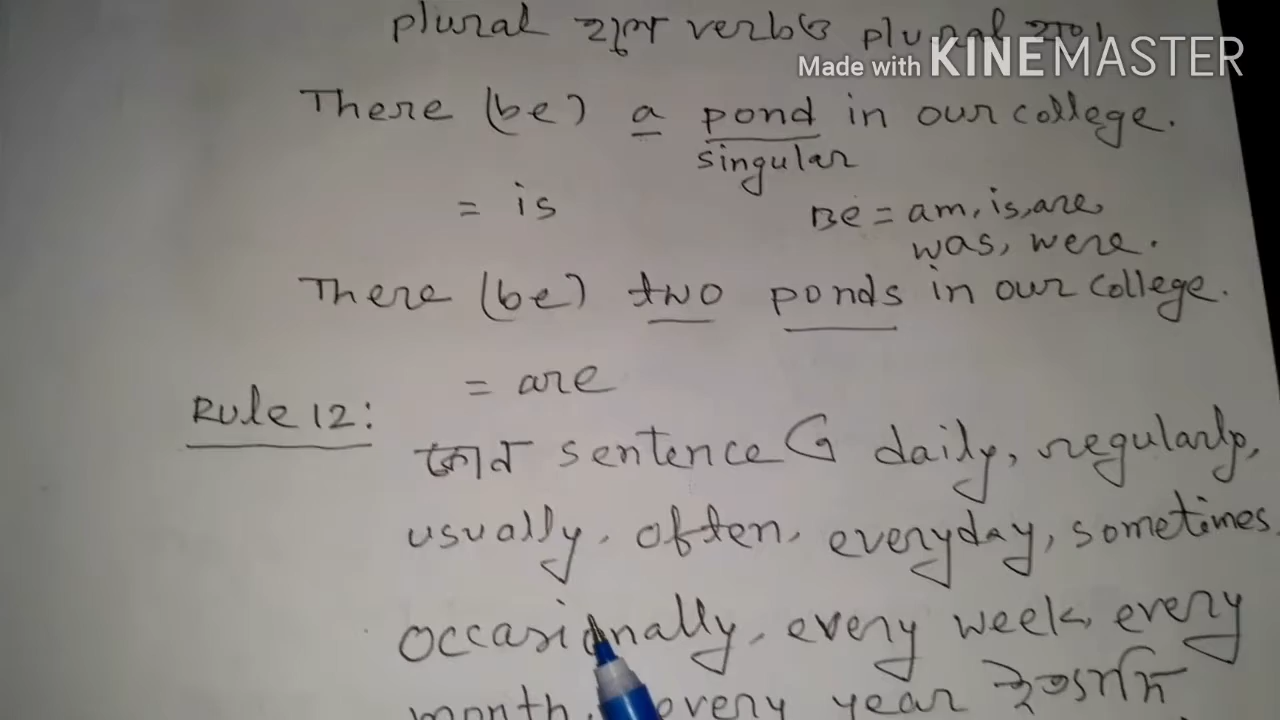 plural হলে verbও plural হবে।
Made with KINEMASTER
There (be) a pond in our college.
singular
= is
Be = am, is, are,
was, were.
There (be) two ponds in our college.
= are
Rule 12:
কোন sentence এ daily, regularly,
usually, often, everyday, sometimes
occasionally, every week, every
month, every year ইত্যাদি